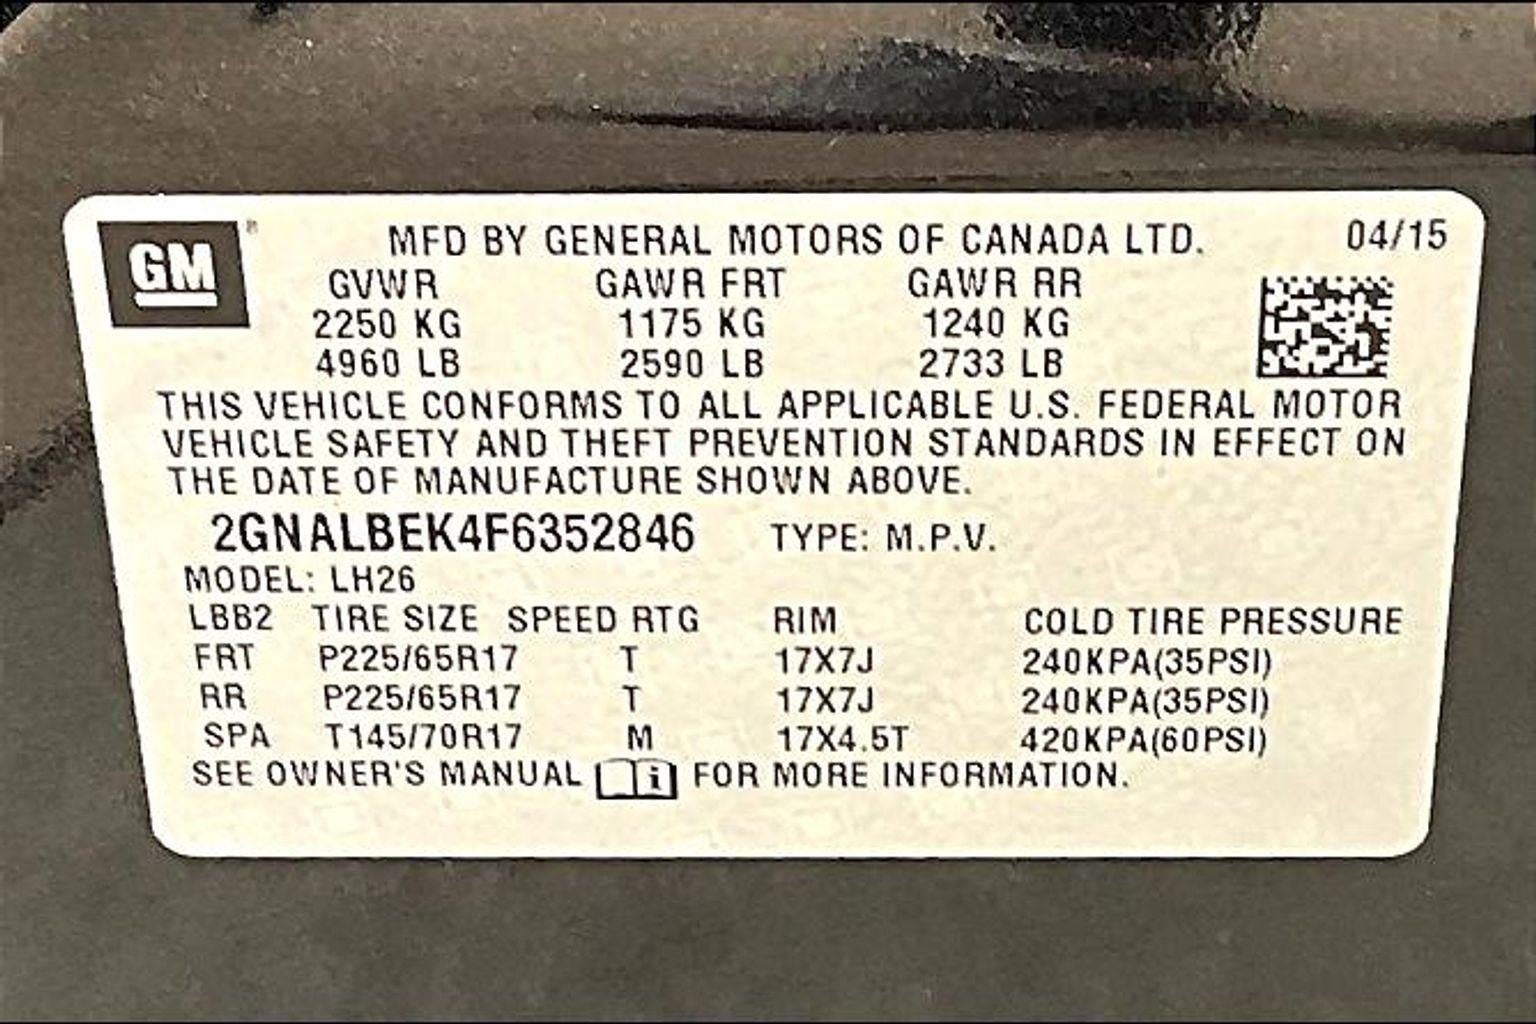 GM ® MFD BY GENERAL MOTORS OF CANADA LTD. 04/15
GVWR GAWR FRT GAWR RR
2250 KG 1175 KG 1240 KG
4960 LB 2590 LB 2733 LB
THIS VEHICLE CONFORMS TO ALL APPLICABLE U.S. FEDERAL MOTOR
VEHICLE SAFETY AND THEFT PREVENTION STANDARDS IN EFFECT ON
THE DATE OF MANUFACTURE SHOWN ABOVE.
2GNALBEK4F6352846 TYPE: M.P.V.
MODEL: LH26
LBB2 TIRE SIZE SPEED RTG RIM COLD TIRE PRESSURE
FRT P225/65R17 T 17X7J 240KPA(35PSI)
RR P225/65R17 T 17X7J 240KPA(35PSI)
SPA T145/70R17 M 17X4.5T 420KPA(60PSI)
SEE OWNER'S MANUAL i FOR MORE INFORMATION.